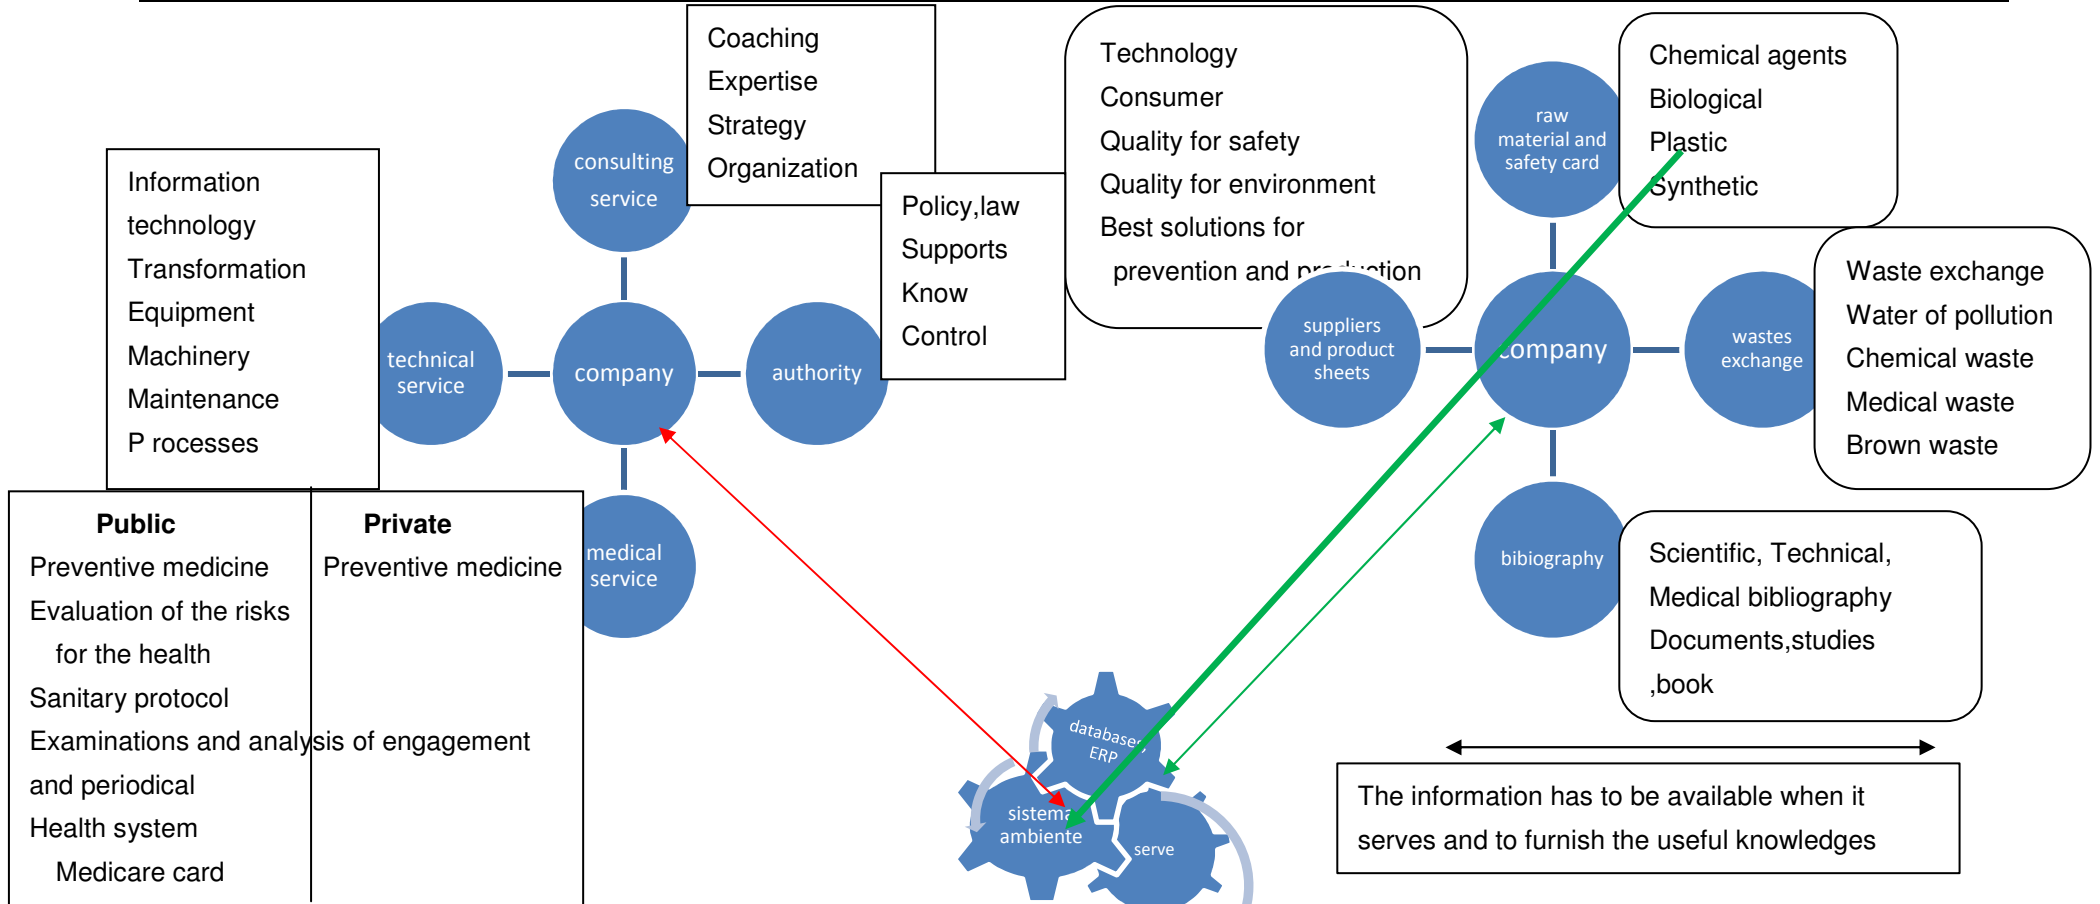 Coaching
Expertise
Strategy
Organization
consulting
service
Information
technology
Transformation
Equipment
Machinery
Maintenance
P rocesses
technical
service
company
authority
Policy,law
Supports
Know
Control
Public
Private
Preventive medicine
Preventive medicine
Evaluation of the risks
for the health
Sanitary protocol
Examinations and analysis of engagement
and periodical
Health system
Medicare card
medical
service
Technology
Consumer
Quality for safety
Quality for environment
Best solutions for
prevention and production
suppliers
and product
sheets
raw
material and
safety card
Chemical agents
Biological
Plastic
Synthetic
company
wastes
exchange
Waste exchange
Water of pollution
Chemical waste
Medical waste
Brown waste
bibiography
Scientific, Technical,
Medical bibliography
Documents,studies
,book
databases
ERP
sistema
ambiente
serve
The information has to be available when it
serves and to furnish the useful knowledges